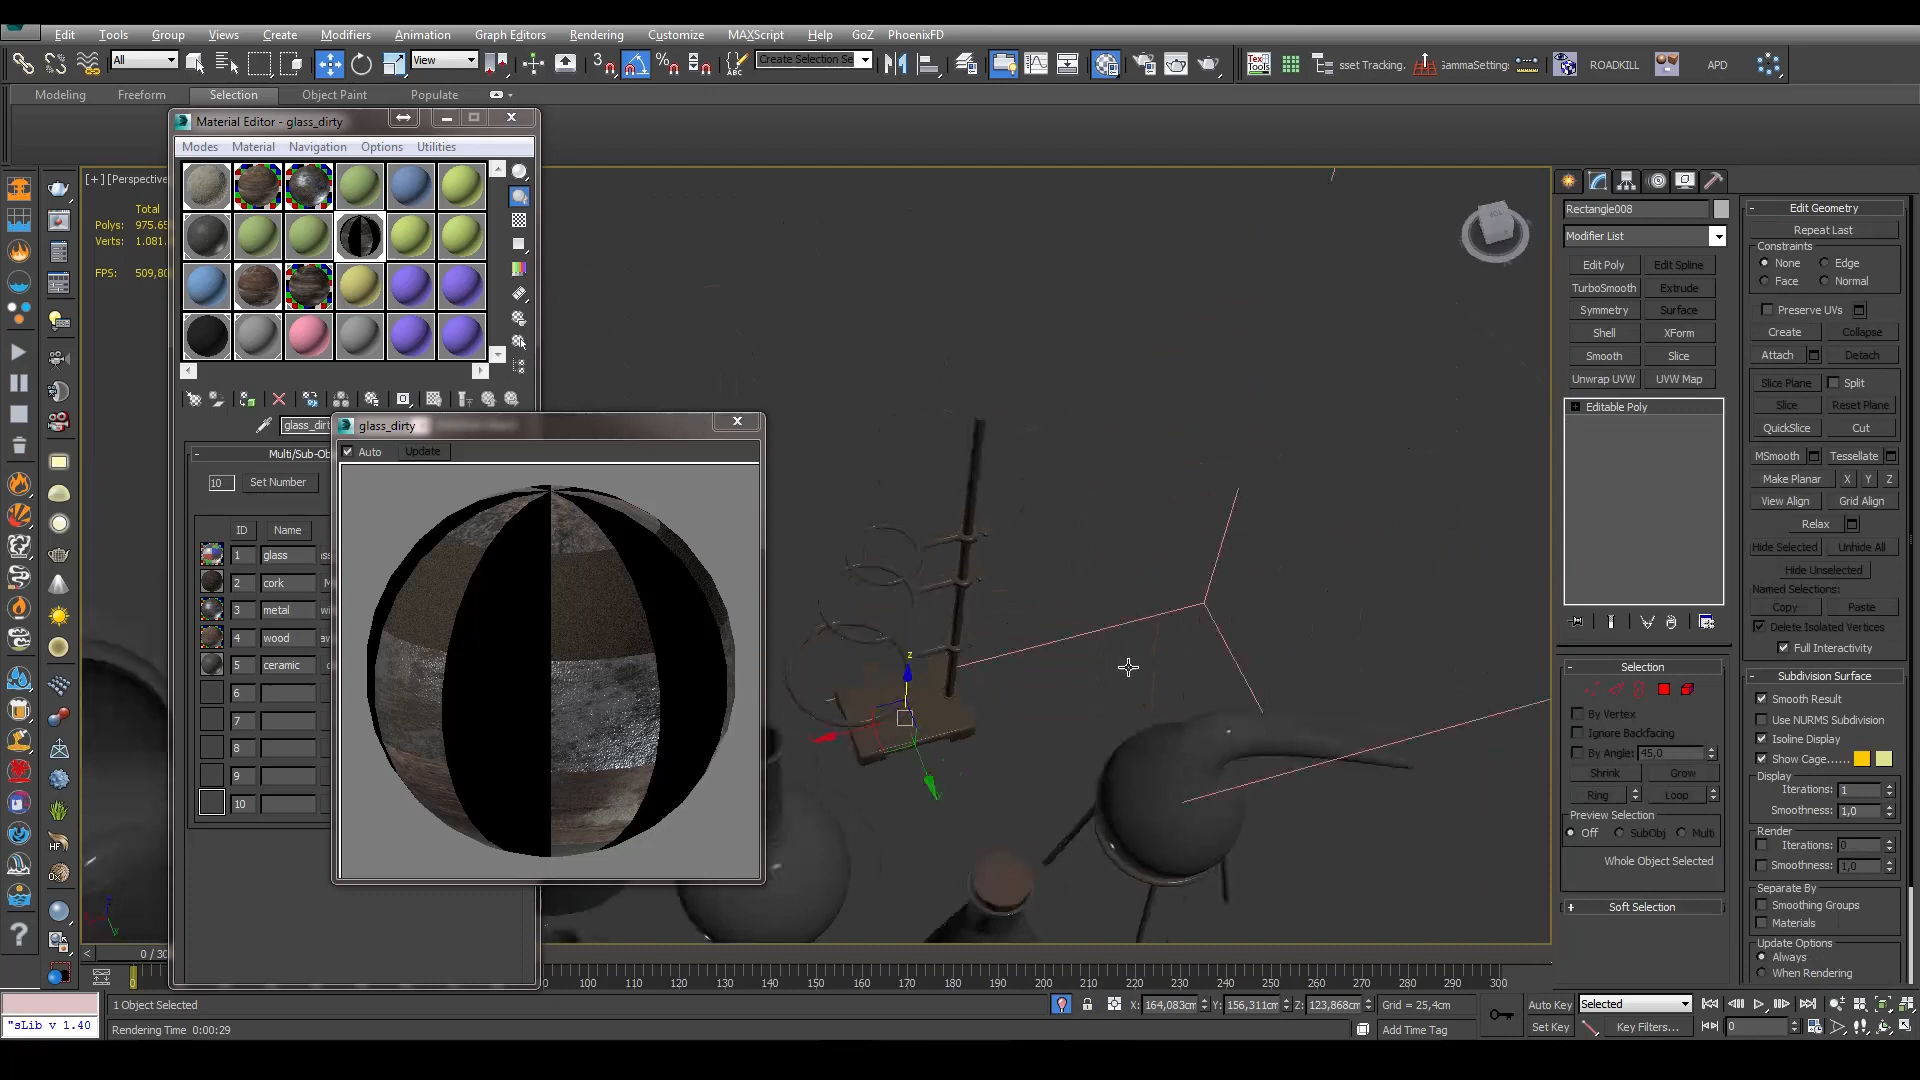 Edit Tools Group Views Create Modifiers Animation Graph Editors Rendering Customize MAXScript Help GoZ PhoenixFD
All View 3 Create Selection Se Tex Tools sset Tracking. GammaSetting: ROADKILL APD
Modeling Freeform Selection Object Paint Populate
Material Editor - glass_dirty
Modes Material Navigation Options Utilities
[+][Perspective
Total
Polys: 975.65
Verts: 1.081.
FPS: 509,80
glass_dirt
Multi/Sub-Ob
10 Set Number
ID Name
1 glass
2 cork
3 metal
4 wood
5 ceramic
6
7
8
9
10
glass_dirty
Auto Update
z
Rectangle008
Modifier List
Edit Poly Edit Spline
TurboSmooth Extrude
Symmetry Surface
Shell XForm
Smooth Slice
Unwrap UVW UVW Map
Editable Poly
Selection
By Vertex
Ignore Backfacing
By Angle: 45,0
Shrink Grow
Ring Loop
Preview Selection
Off SubObj Multi
Whole Object Selected
Soft Selection
Edit Geometry
Repeat Last
Constraints
None Edge
Face Normal
Preserve UVs
Create Collapse
Attach Detach
Slice Plane Split
Slice Reset Plane
QuickSlice Cut
MSmooth Tessellate
Make Planar X Y Z
View Align Grid Align
Relax
Hide Selected Unhide All
Hide Unselected
Named Selections:
Copy Paste
Delete Isolated Vertices
Full Interactivity
Subdivision Surface
Smooth Result
Use NURMS Subdivision
Isoline Display
Show Cage......
Display
Iterations: 1
Smoothness: 1,0
Render
Iterations: 0
Smoothness: 1,0
Separate By
Smoothing Groups
Materials
Update Options
Always
When Rendering
0 / 30
100 110 120 130 140 150 160 170 180 190 200 210 220 230 240 250 260 270 280 290 300
1 Object Selected X: 164,083cm Y: 156,311cm Z: 123,868cm Grid = 25,4cm Auto Key Selected
"sLib v 1.40 Rendering Time 0:00:29 Add Time Tag Set Key Key Filters... 0